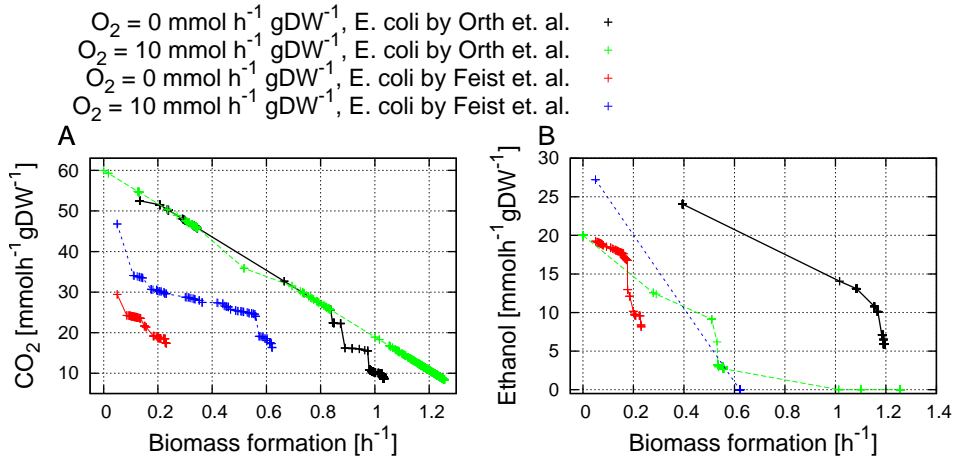 O₂ = 0 mmol h⁻¹ gDW⁻¹, E. coli by Orth et. al.
O₂ = 10 mmol h⁻¹ gDW⁻¹, E. coli by Orth et. al.
O₂ = 0 mmol h⁻¹ gDW⁻¹, E. coli by Feist et. al.
O₂ = 10 mmol h⁻¹ gDW⁻¹, E. coli by Feist et. al.
A
CO₂ [mmolh⁻¹ gDW⁻¹]
60
50
40
30
20
10
0 0.2 0.4 0.6 0.8 1 1.2
Biomass formation [h⁻¹]
B
Ethanol [mmolh⁻¹ gDW⁻¹]
30
25
20
15
10
5
0
0 0.2 0.4 0.6 0.8 1 1.2 1.4
Biomass formation [h⁻¹]